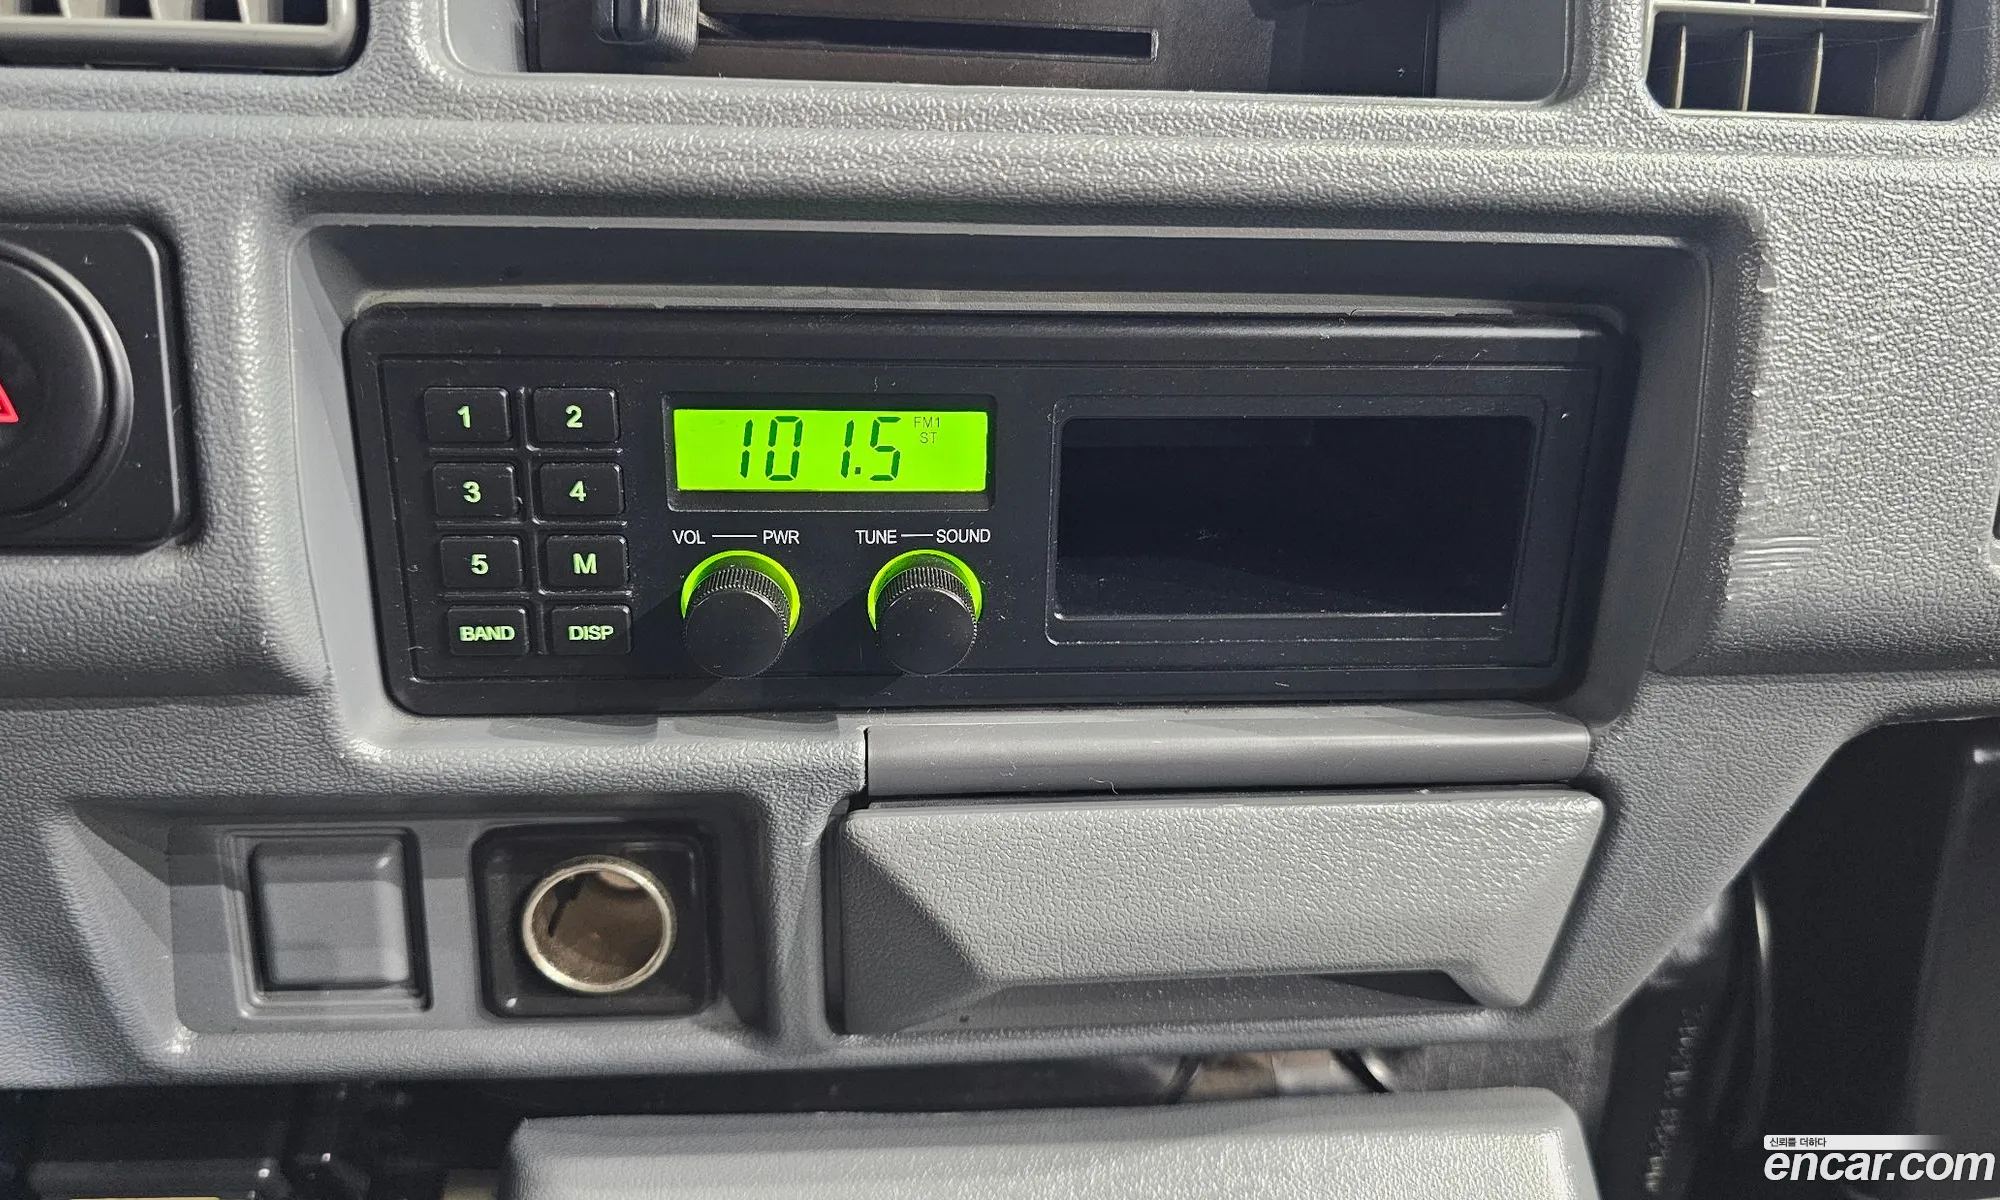 1 2
101.5 FM1
ST
3 4
VOL PWR TUNE SOUND
5 M
BAND DISP
신뢰를 더하다
encar.com